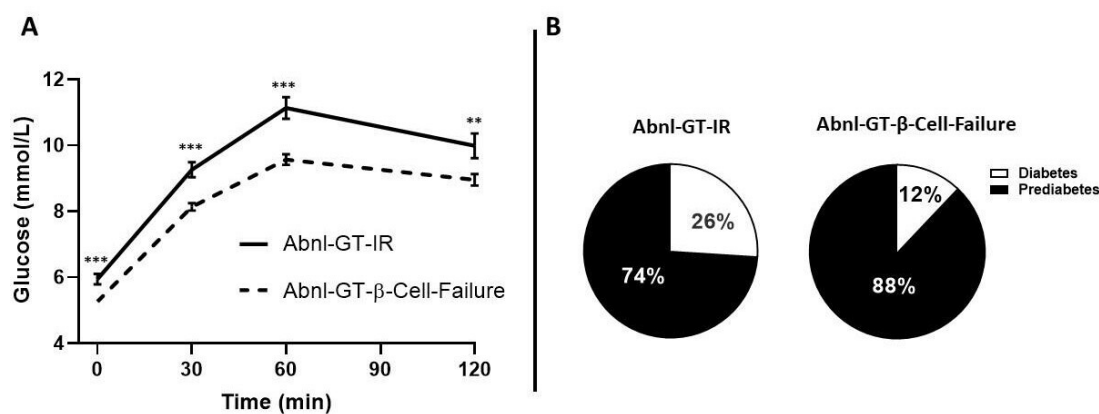 A
Glucose (mmol/L)
12
10
8
6
4
***
***
***
**
Abnl-GT-IR
Abnl-GT-β-Cell-Failure
0
30
60
90
120
Time (min)
B
Abnl-GT-IR
26%
74%
Abnl-GT-β-Cell-Failure
12%
88%
Diabetes
Prediabetes